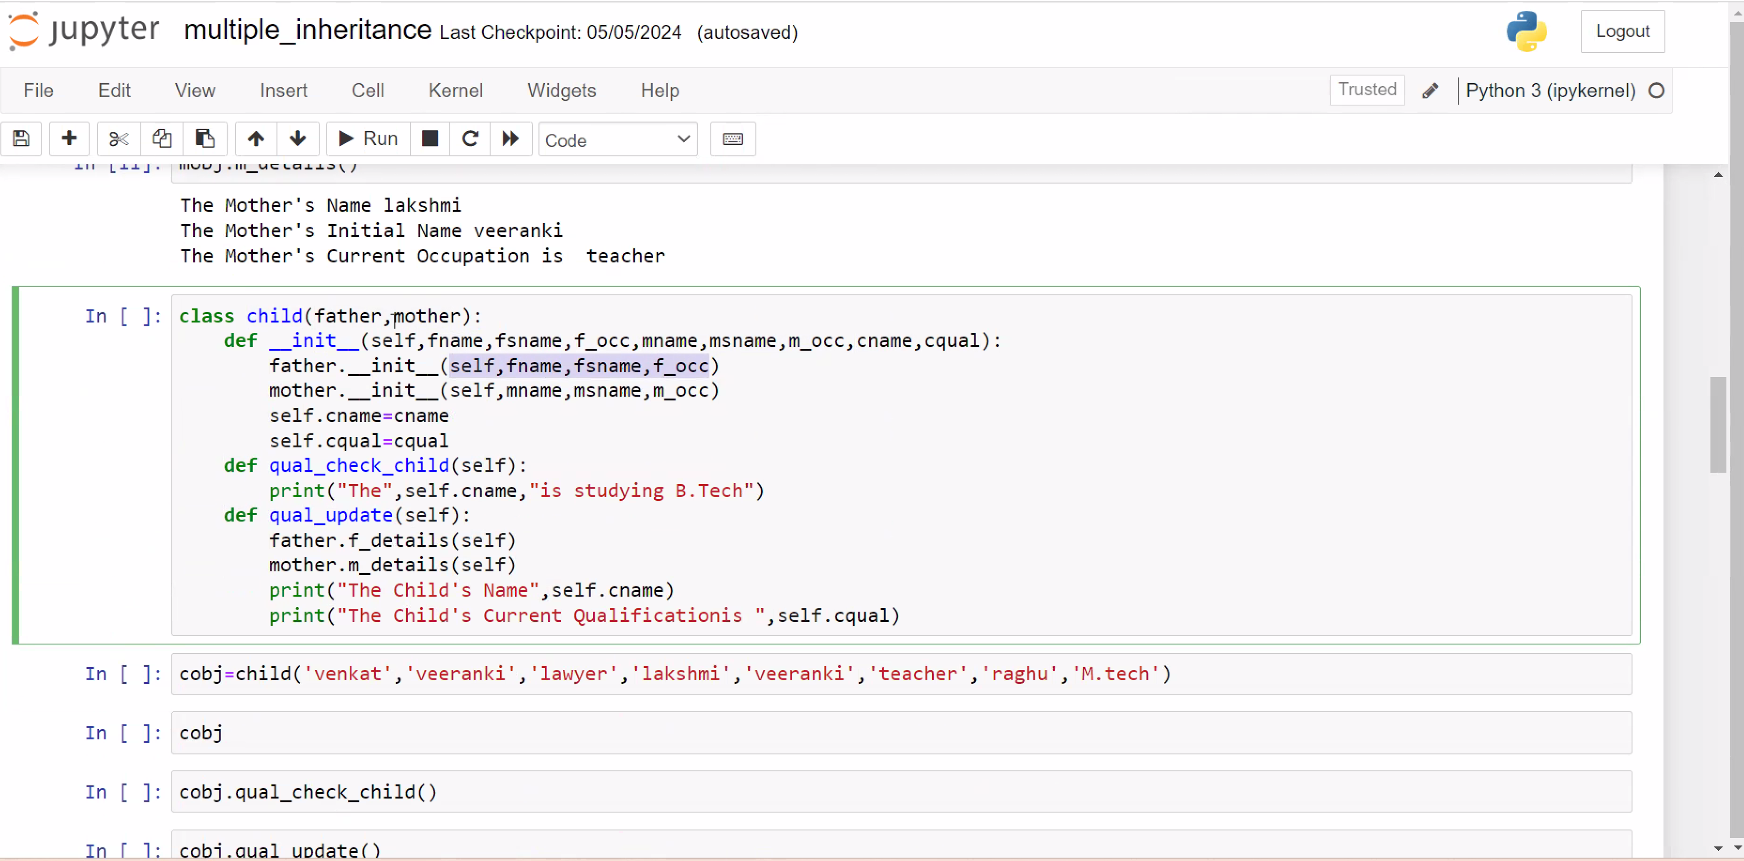 jupyter multiple_inheritance Last Checkpoint: 05/05/2024 (autosaved) Logout
File Edit View Insert Cell Kernel Widgets Help Trusted Python 3 (ipykernel)
Run Code
In [11]: mobj.m_details()
The Mother's Name lakshmi
The Mother's Initial Name veeranki
The Mother's Current Occupation is  teacher
In [ ]: class child(father,mother):
def __init__(self,fname,fsname,f_occ,mname,msname,m_occ,cname,cqual):
father.__init__(self,fname,fsname,f_occ)
mother.__init__(self,mname,msname,m_occ)
self.cname=cname
self.cqual=cqual
def qual_check_child(self):
print("The",self.cname,"is studying B.Tech")
def qual_update(self):
father.f_details(self)
mother.m_details(self)
print("The Child's Name",self.cname)
print("The Child's Current Qualificationis ",self.cqual)
In [ ]: cobj=child('venkat','veeranki','lawyer','lakshmi','veeranki','teacher','raghu','M.tech')
In [ ]: cobj
In [ ]: cobj.qual_check_child()
In [ ]: cobj.qual_update()